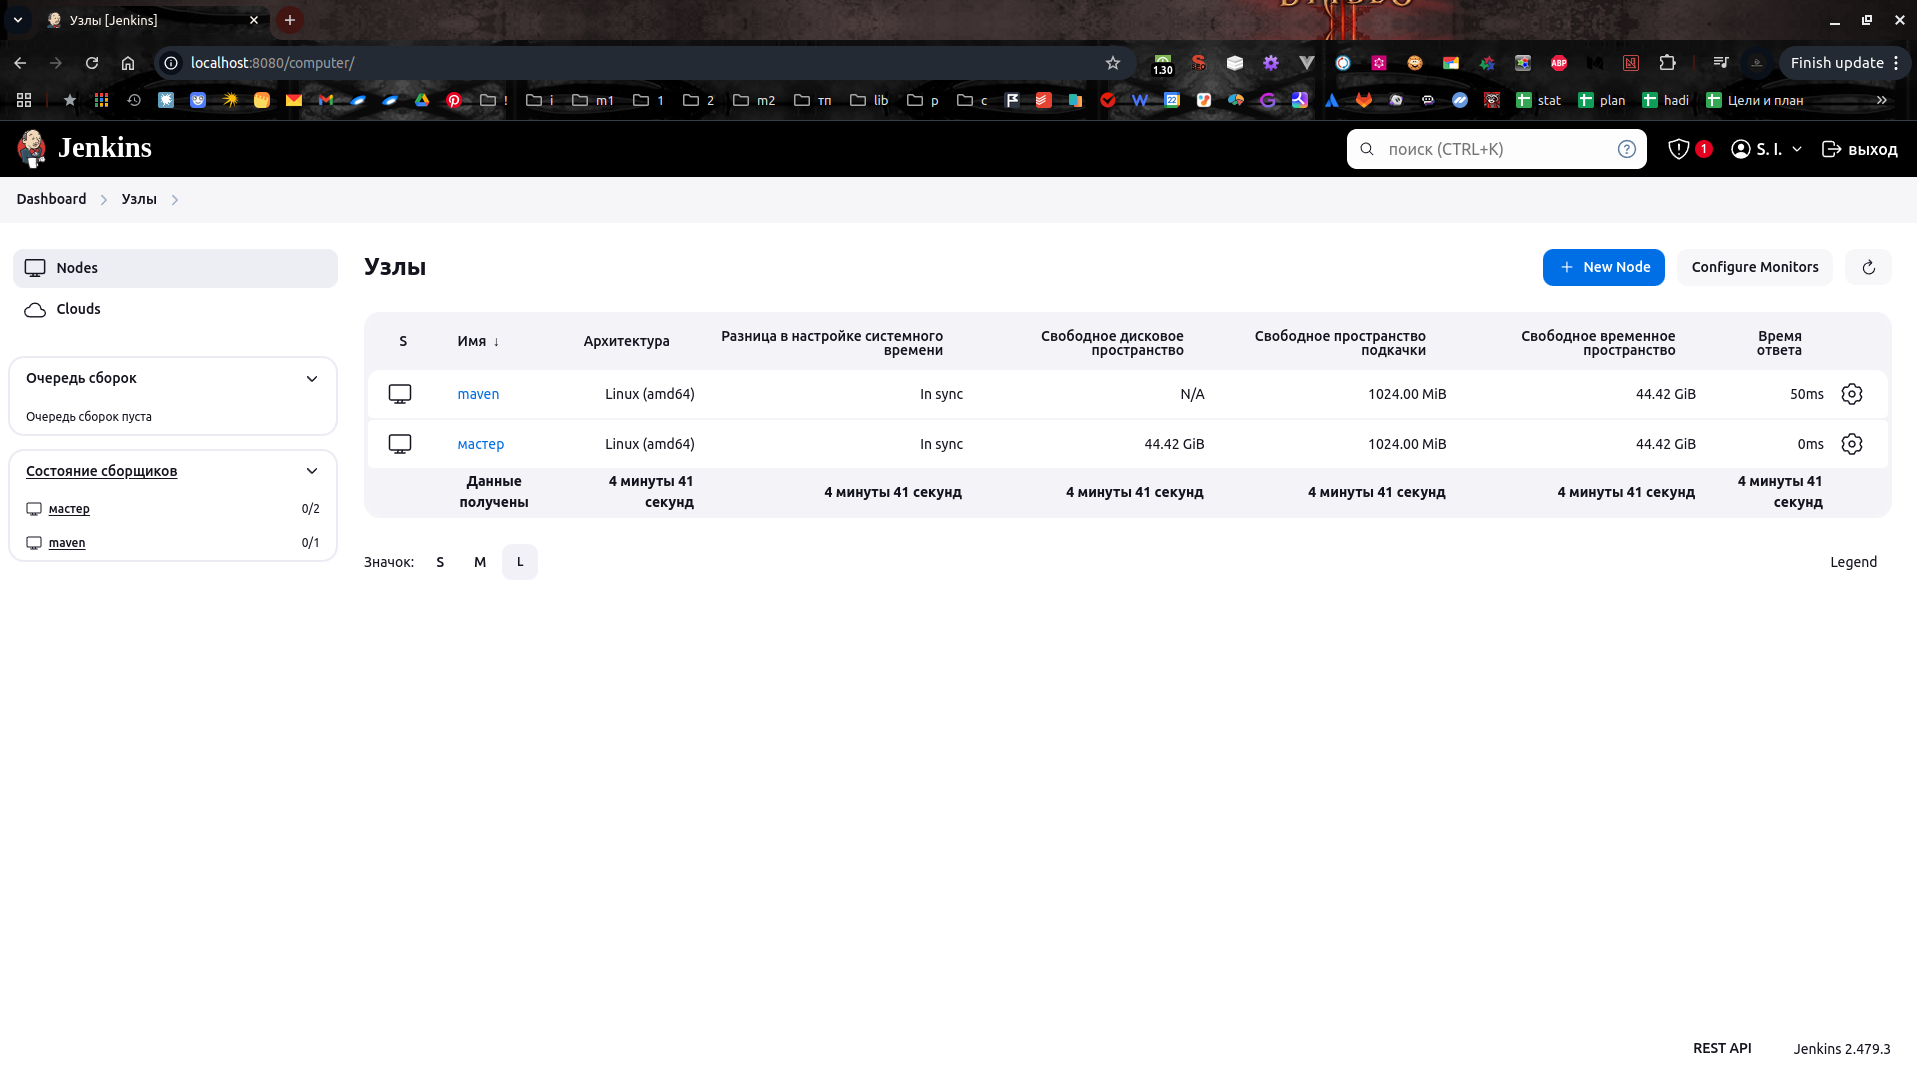 Узлы [Jenkins]
localhost:8080/computer/
1.30
SEO
ABP
Finish update
!
i
m1
1
2
m2
тп
lib
p
c
22
stat
plan
hadi
Цели и план
Jenkins
поиск (CTRL+K)
?
1
S. I.
выход
Dashboard
Узлы
Nodes
Clouds
Очередь сборок
Очередь сборок пуста
Состояние сборщиков
мастер 0/2
maven 0/1
Узлы
New Node
Configure Monitors
S Имя ↓ Архитектура Разница в настройке системного времени Свободное дисковое пространство Свободное пространство подкачки Свободное временное пространство Время ответа
maven Linux (amd64) In sync N/A 1024.00 MiB 44.42 GiB 50ms
мастер Linux (amd64) In sync 44.42 GiB 1024.00 MiB 44.42 GiB 0ms
Данные получены 4 минуты 41 секунд 4 минуты 41 секунд 4 минуты 41 секунд 4 минуты 41 секунд 4 минуты 41 секунд 4 минуты 41 секунд
Значок: S M L
Legend
REST API
Jenkins 2.479.3